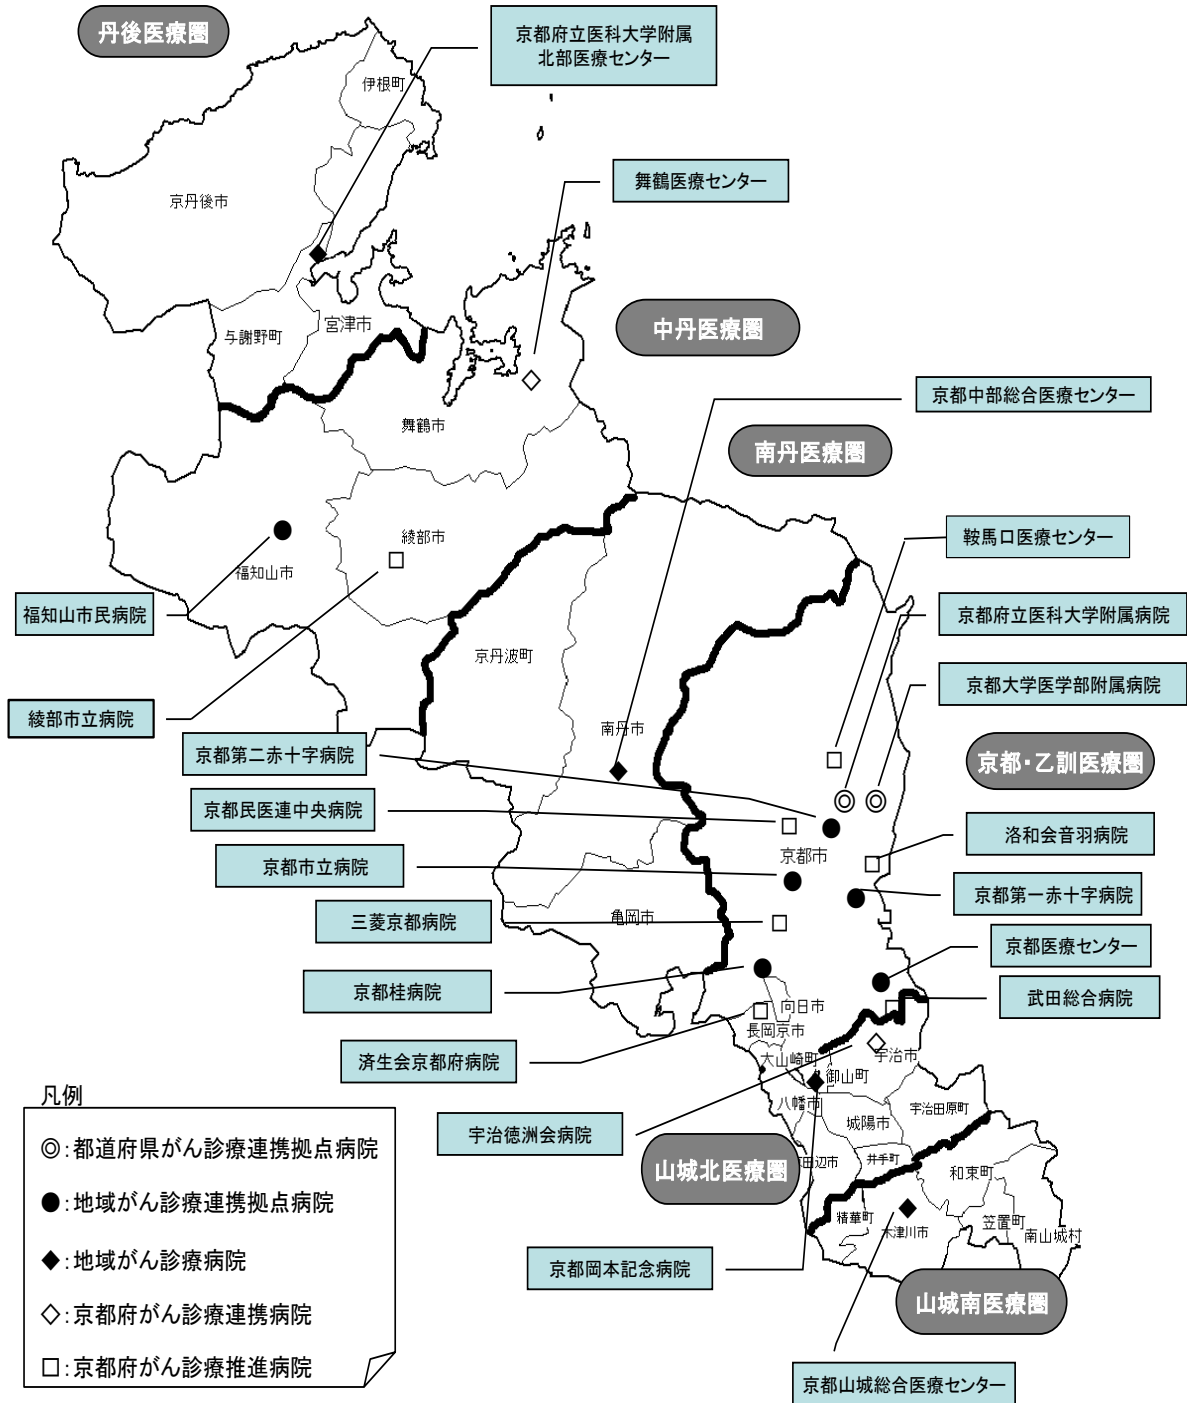 丹後医療圏
京都府立医科大学附属
北部医療センター
伊根町
舞鶴医療センター
京丹後市
中丹医療圏
与謝野町
宮津市
京都中部総合医療センター
舞鶴市
南丹医療圏
鞍馬口医療センター
綾部市
福知山市
福知山市民病院
京都府立医科大学附属病院
京丹波町
京都大学医学部附属病院
綾部市立病院
南丹市
京都第二赤十字病院
京都・乙訓医療圏
京都民医連中央病院
洛和会音羽病院
京都市
京都市立病院
京都第一赤十字病院
三菱京都病院
亀岡市
京都医療センター
京都桂病院
武田総合病院
向日市
長岡京市
済生会京都府病院
大山崎町
宇治市
御山町
八幡市
宇治田原町
城陽市
宇治徳洲会病院
田辺市
井手町
山城北医療圏
和束町
精華町
木津川市
笠置町
南山城村
京都岡本記念病院
山城南医療圏
京都山城総合医療センター
凡例
◎:都道府県がん診療連携拠点病院
●:地域がん診療連携拠点病院
◆:地域がん診療病院
◇:京都府がん診療連携病院
□:京都府がん診療推進病院